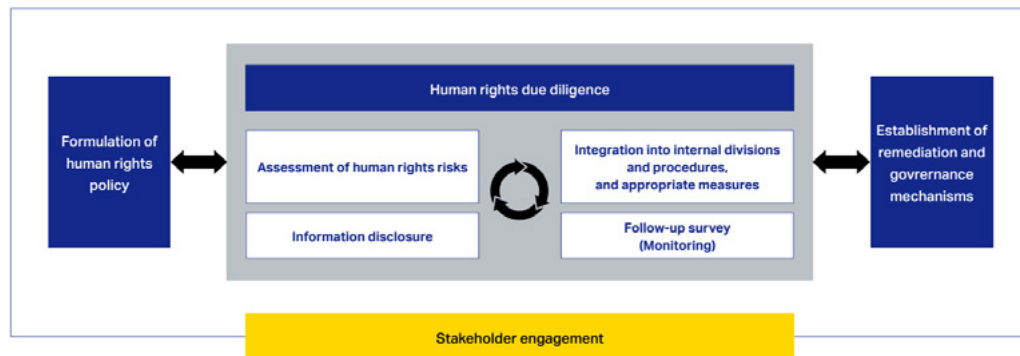 Human rights due diligence
Formulation of
human rights
policy
Assessment of human rights risks
Integration into internal divisions
and procedures,
and appropriate measures
Information disclosure
Follow-up survey
(Monitoring)
Establishment of
remediation and
govrernance
mechanisms
Stakeholder engagement